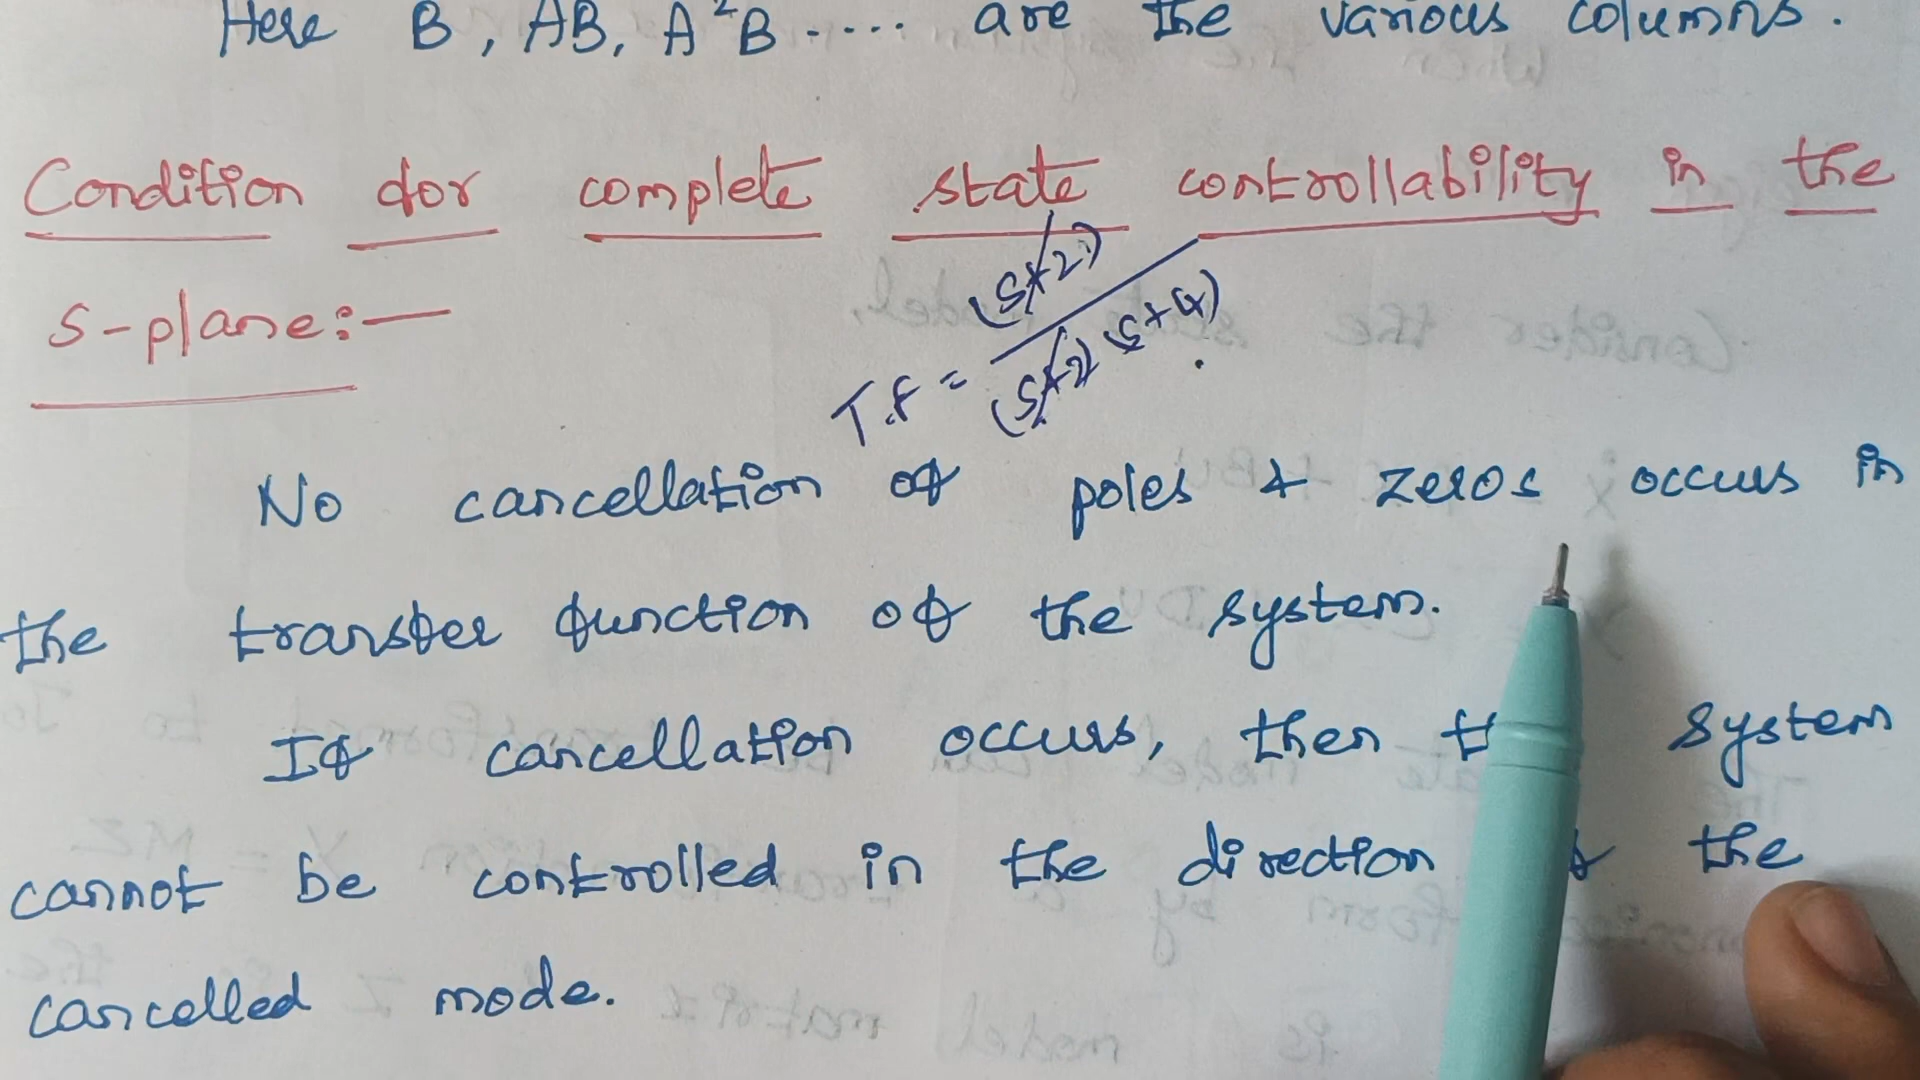 Here B, AB, A²B ..... are the various columns.
Condition for complete state controllability in the
s-plane:—
T.F = (s+2) / (s+2)(s+4)
No cancellation of poles & zeros occurs in
the transfer function of the system.
If cancellation occurs, then system
cannot be controlled in the direction the
cancelled mode.